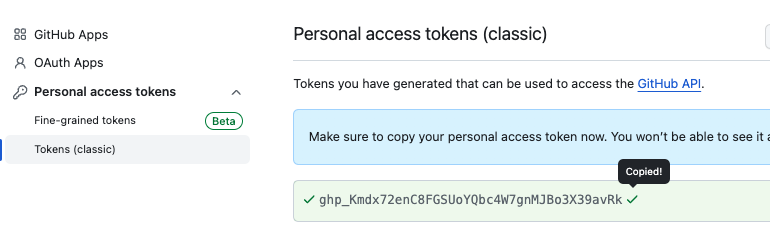 GitHub Apps
OAuth Apps
Personal access tokens
Fine-grained tokens Beta
Tokens (classic)
Personal access tokens (classic)
Tokens you have generated that can be used to access the GitHub API.
Make sure to copy your personal access token now. You won’t be able to see it a
Copied!
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